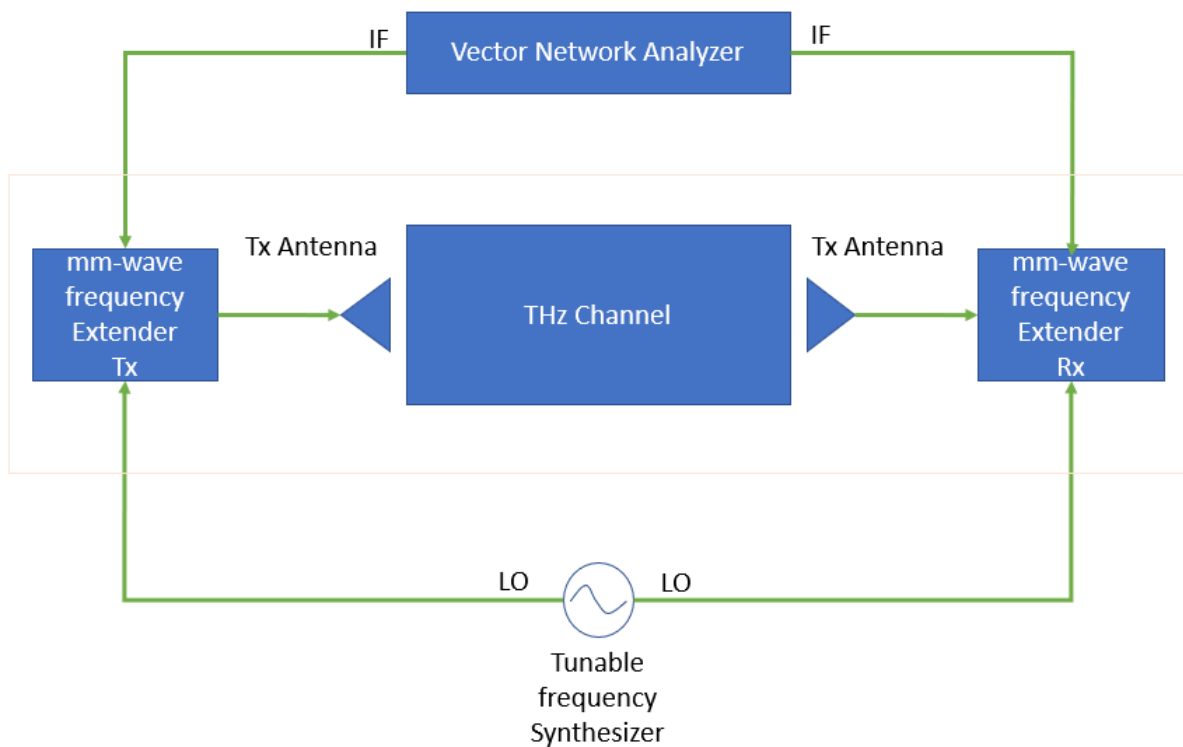 IF
Vector Network Analyzer
IF
Tx Antenna
Tx Antenna
mm-wave
frequency
Extender
Tx
THz Channel
mm-wave
frequency
Extender
Rx
LO
LO
Tunable
frequency
Synthesizer